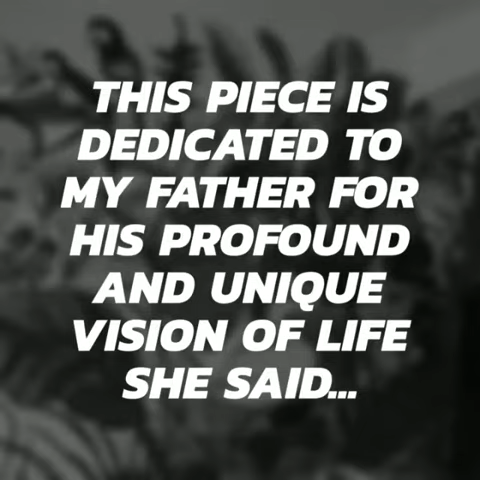 THIS PIECE IS
DEDICATED TO
MY FATHER FOR
HIS PROFOUND
AND UNIQUE
VISION OF LIFE
SHE SAID...